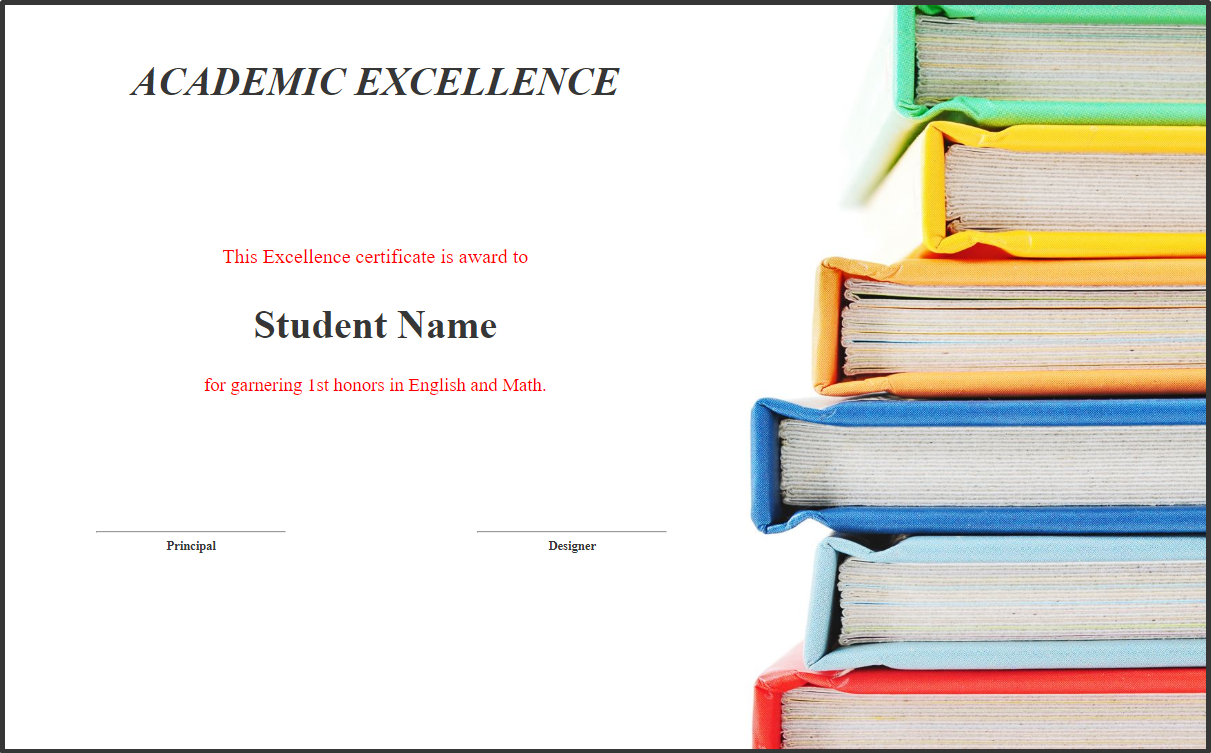 ACADEMIC EXCELLENCE
This Excellence certificate is award to
Student Name
for garnering 1st honors in English and Math.
Principal
Designer